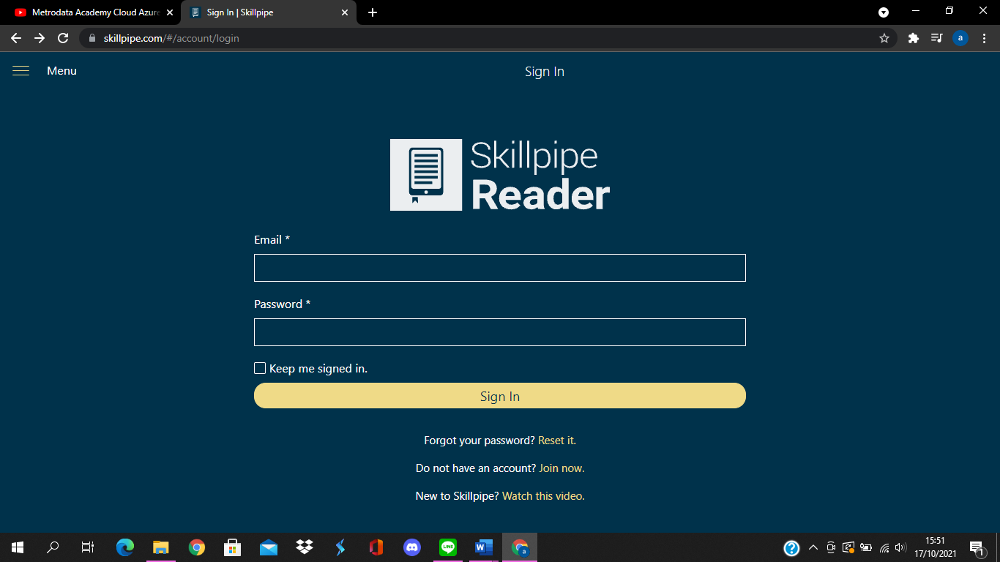 Metrodata Academy Cloud Azure
Sign In | Skillpipe
skillpipe.com/#/account/login
a
Menu
Sign In
Skillpipe
Reader
Email *
Password *
Keep me signed in.
Sign In
Forgot your password? Reset it.
Do not have an account? Join now.
New to Skillpipe? Watch this video.
LINE
W
a
?
15:51
17/10/2021
1